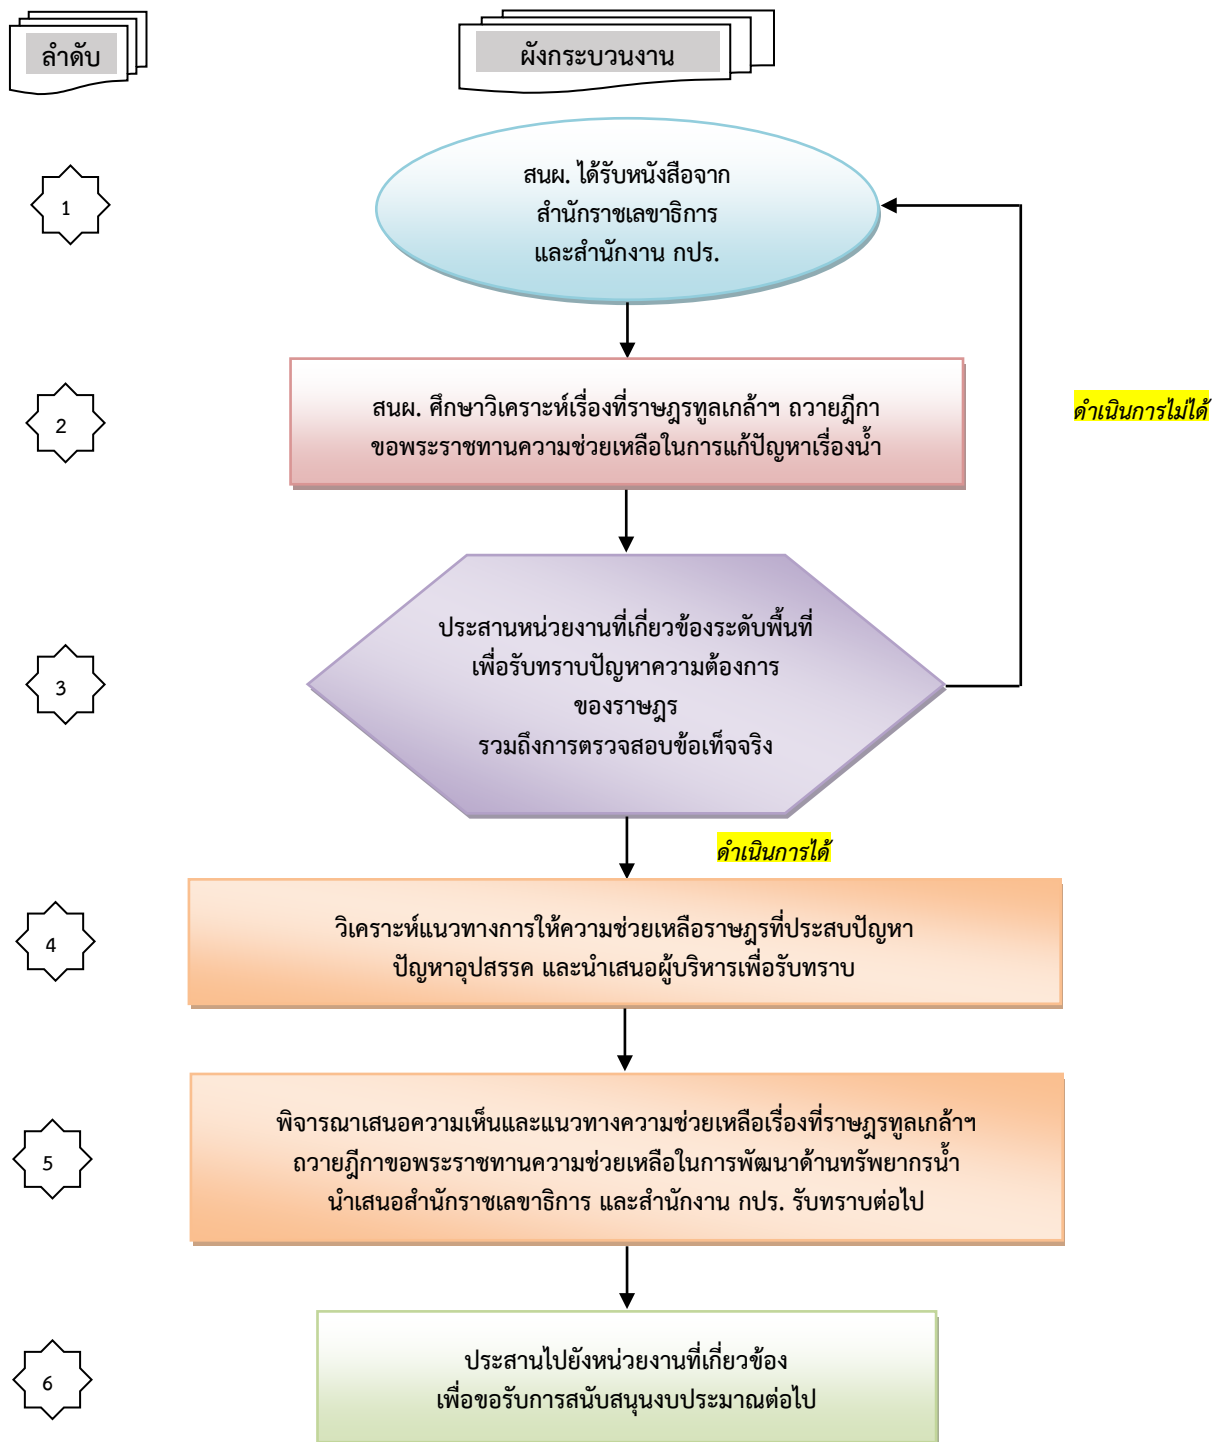 ลำดับ
ผังกระบวนงาน
1
สนผ. ได้รับหนังสือจาก
สำนักราชเลขาธิการ
และสำนักงาน กปร.
2
สนผ. ศึกษาวิเคราะห์เรื่องที่ราษฎรทูลเกล้าฯ ถวายฎีกา
ขอพระราชทานความช่วยเหลือในการแก้ปัญหาเรื่องน้ำ
ดำเนินการไม่ได้
3
ประสานหน่วยงานที่เกี่ยวข้องระดับพื้นที่
เพื่อรับทราบปัญหาความต้องการ
ของราษฎร
รวมถึงการตรวจสอบข้อเท็จจริง
ดำเนินการได้
4
วิเคราะห์แนวทางการให้ความช่วยเหลือราษฎรที่ประสบปัญหา
ปัญหาอุปสรรค และนำเสนอผู้บริหารเพื่อรับทราบ
5
พิจารณาเสนอความเห็นและแนวทางความช่วยเหลือเรื่องที่ราษฎรทูลเกล้าฯ
ถวายฎีกาขอพระราชทานความช่วยเหลือในการพัฒนาด้านทรัพยากรน้ำ
นำเสนอสำนักราชเลขาธิการ และสำนักงาน กปร. รับทราบต่อไป
6
ประสานไปยังหน่วยงานที่เกี่ยวข้อง
เพื่อขอรับการสนับสนุนงบประมาณต่อไป